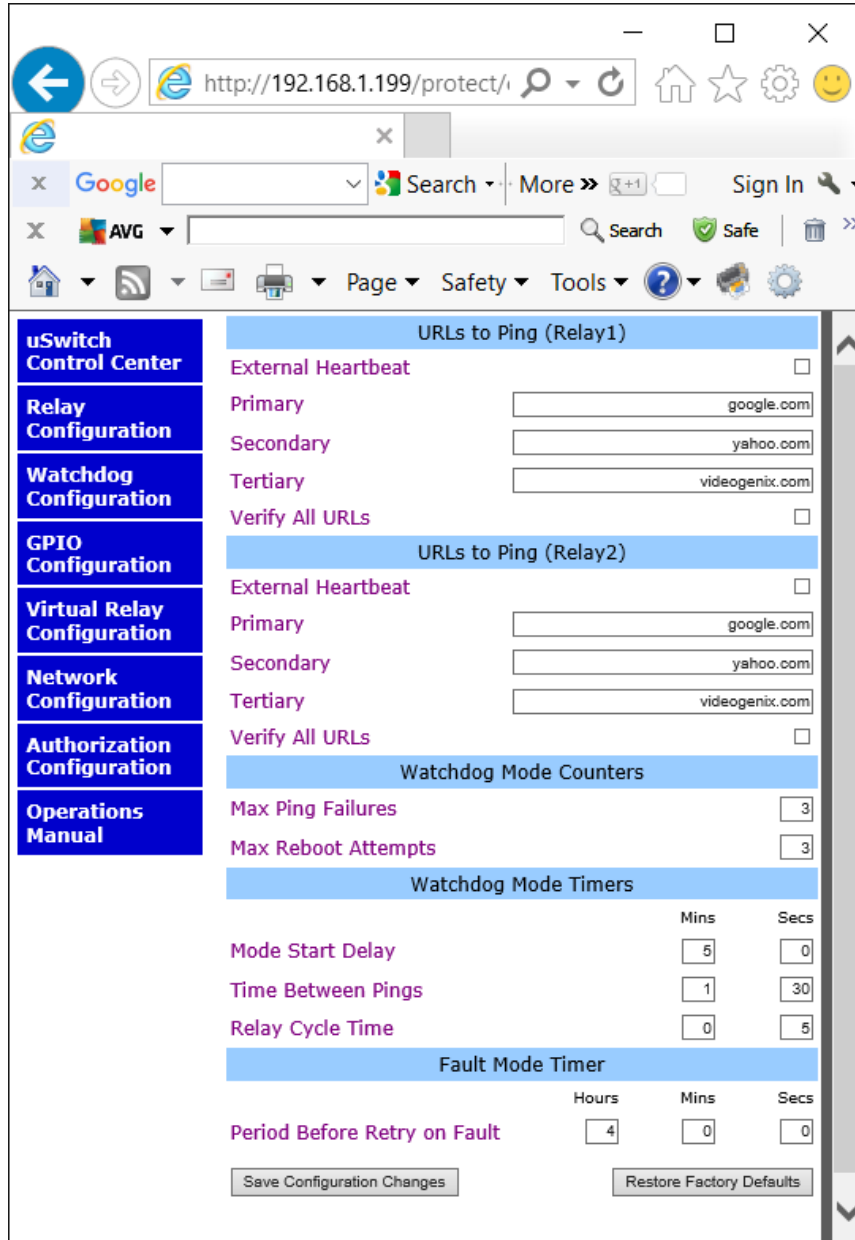 http://192.168.1.199/protect/
Google Search More » g+1 Sign In
AVG Search Safe »
Page Safety Tools
uSwitch
Control Center
Relay
Configuration
Watchdog
Configuration
GPIO
Configuration
Virtual Relay
Configuration
Network
Configuration
Authorization
Configuration
Operations
Manual
URLs to Ping (Relay1)
External Heartbeat
Primary google.com
Secondary yahoo.com
Tertiary videogenix.com
Verify All URLs
URLs to Ping (Relay2)
External Heartbeat
Primary google.com
Secondary yahoo.com
Tertiary videogenix.com
Verify All URLs
Watchdog Mode Counters
Max Ping Failures 3
Max Reboot Attempts 3
Watchdog Mode Timers
Mins Secs
Mode Start Delay 5 0
Time Between Pings 1 30
Relay Cycle Time 0 5
Fault Mode Timer
Hours Mins Secs
Period Before Retry on Fault 4 0 0
Save Configuration Changes Restore Factory Defaults